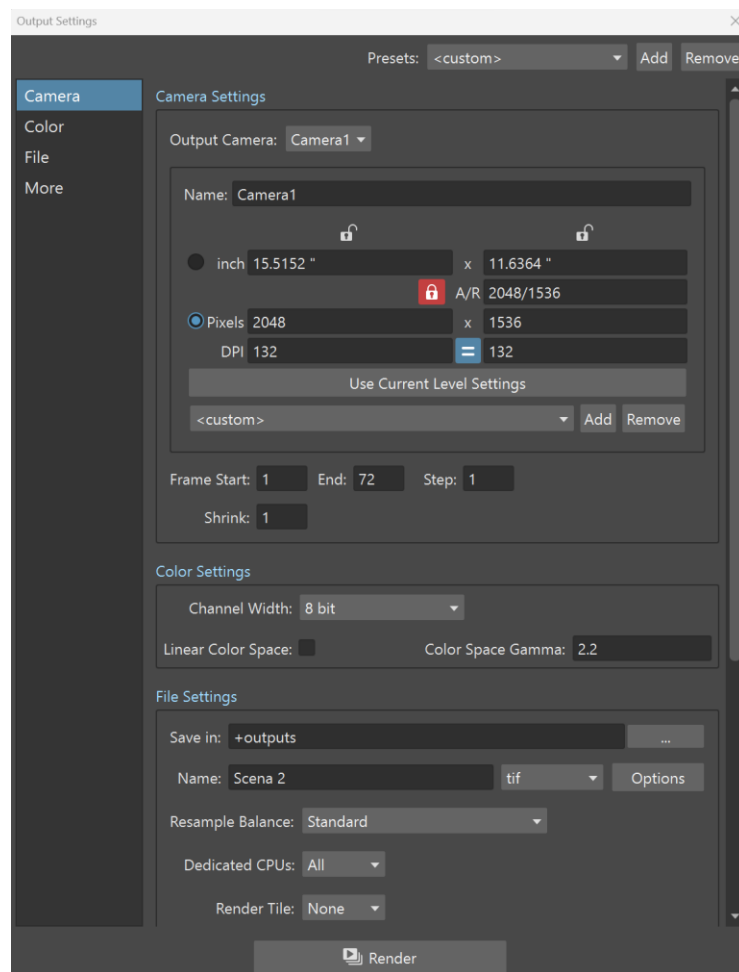 Output Settings
Presets: <custom> Add Remove
Camera
Color
File
More
Camera Settings
Output Camera: Camera1
Name: Camera1
inch 15.5152 " x 11.6364 "
A/R 2048/1536
Pixels 2048 x 1536
DPI 132 = 132
Use Current Level Settings
<custom> Add Remove
Frame Start: 1 End: 72 Step: 1
Shrink: 1
Color Settings
Channel Width: 8 bit
Linear Color Space: Color Space Gamma: 2.2
File Settings
Save in: +outputs ...
Name: Scena 2 tif Options
Resample Balance: Standard
Dedicated CPUs: All
Render Tile: None
Render